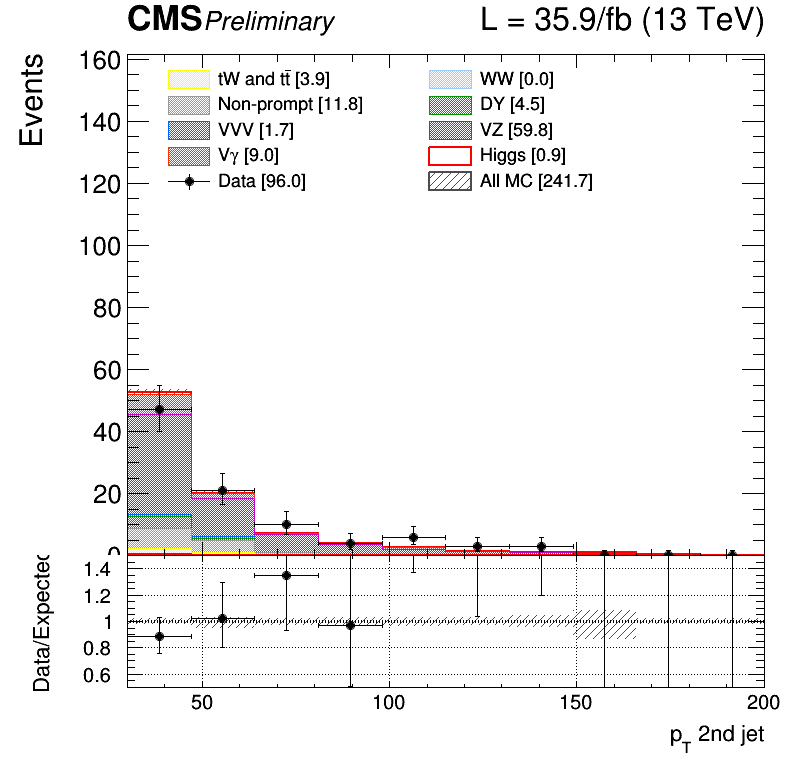 CMS Preliminary L = 35.9/fb (13 TeV)
Events
160
140
120
100
80
60
40
20
0
tW and tt̄ [3.9]
Non-prompt [11.8]
VVV [1.7]
Vγ [9.0]
Data [96.0]
WW [0.0]
DY [4.5]
VZ [59.8]
Higgs [0.9]
All MC [241.7]
Data/Expected
1.4
1.2
1
0.8
0.6
50 100 150 200
p_T 2nd jet